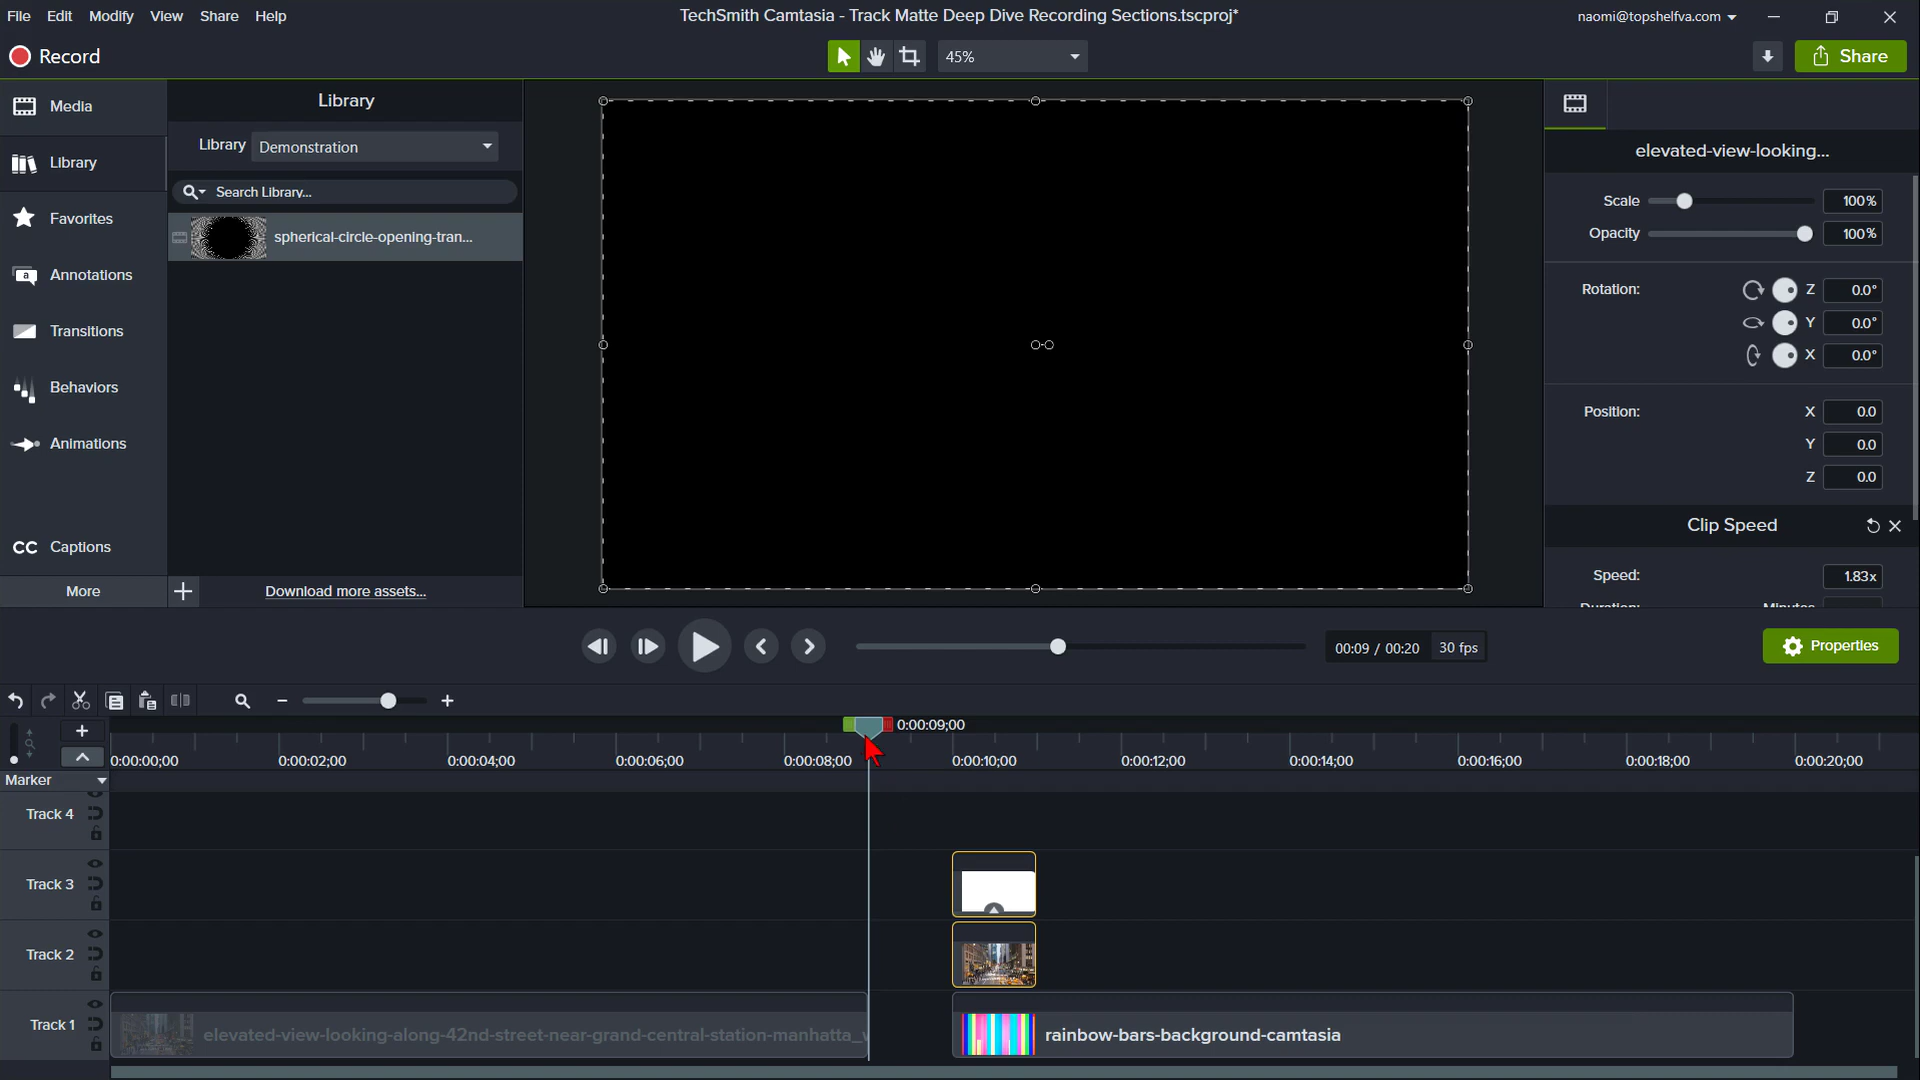 File Edit Modify View Share Help
TechSmith Camtasia - Track Matte Deep Dive Recording Sections.tscproj*
naomi@topshelfva.com
Record
45%
Share
Media
Library
Favorites
a
Annotations
Transitions
Behaviors
Animations
CC Captions
More
Library
Library Demonstration
Search Library...
spherical-circle-opening-tran...
Download more assets...
elevated-view-looking...
Scale 100%
Opacity 100%
Rotation: Z 0.0°
Y 0.0°
X 0.0°
Position: X 0.0
Y 0.0
Z 0.0
Clip Speed
Speed: 1.83x
Duration: Minutes
00:09 / 00:20 30 fps
Properties
0:00:09;00
0:00:00;00 0:00:02;00 0:00:04;00 0:00:06;00 0:00:08;00 0:00:10;00 0:00:12;00 0:00:14;00 0:00:16;00 0:00:18;00 0:00:20;00
Marker
Track 4
Track 3
Track 2
Track 1
elevated-view-looking-along-42nd-street-near-grand-central-station-manhatta_
rainbow-bars-background-camtasia